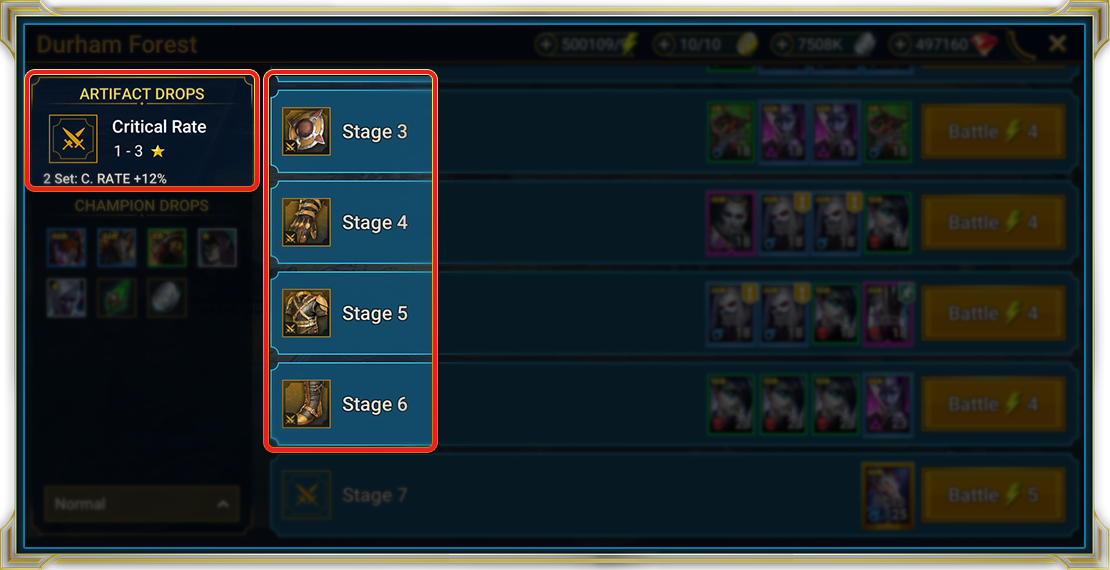 Durham Forest
500109/
10/10
7508K
497160
ARTIFACT DROPS
Critical Rate
1 - 3
2 Set: C. RATE +12%
CHAMPION DROPS
Normal
Stage 3
Battle 4
Stage 4
Battle 4
Stage 5
Battle 4
Stage 6
Battle 4
Stage 7
25
Battle 5